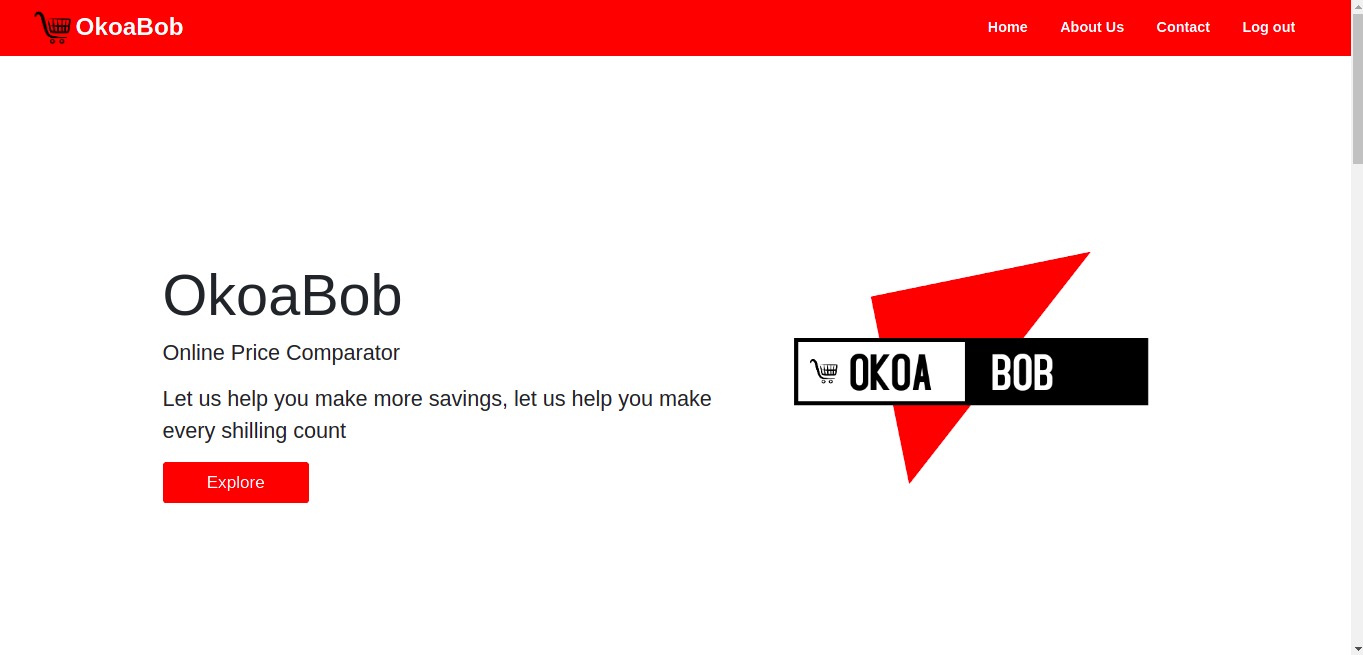 OkoaBob
Home
About Us
Contact
Log out
OkoaBob
Online Price Comparator
Let us help you make more savings, let us help you make
every shilling count
Explore
OKOA BOB